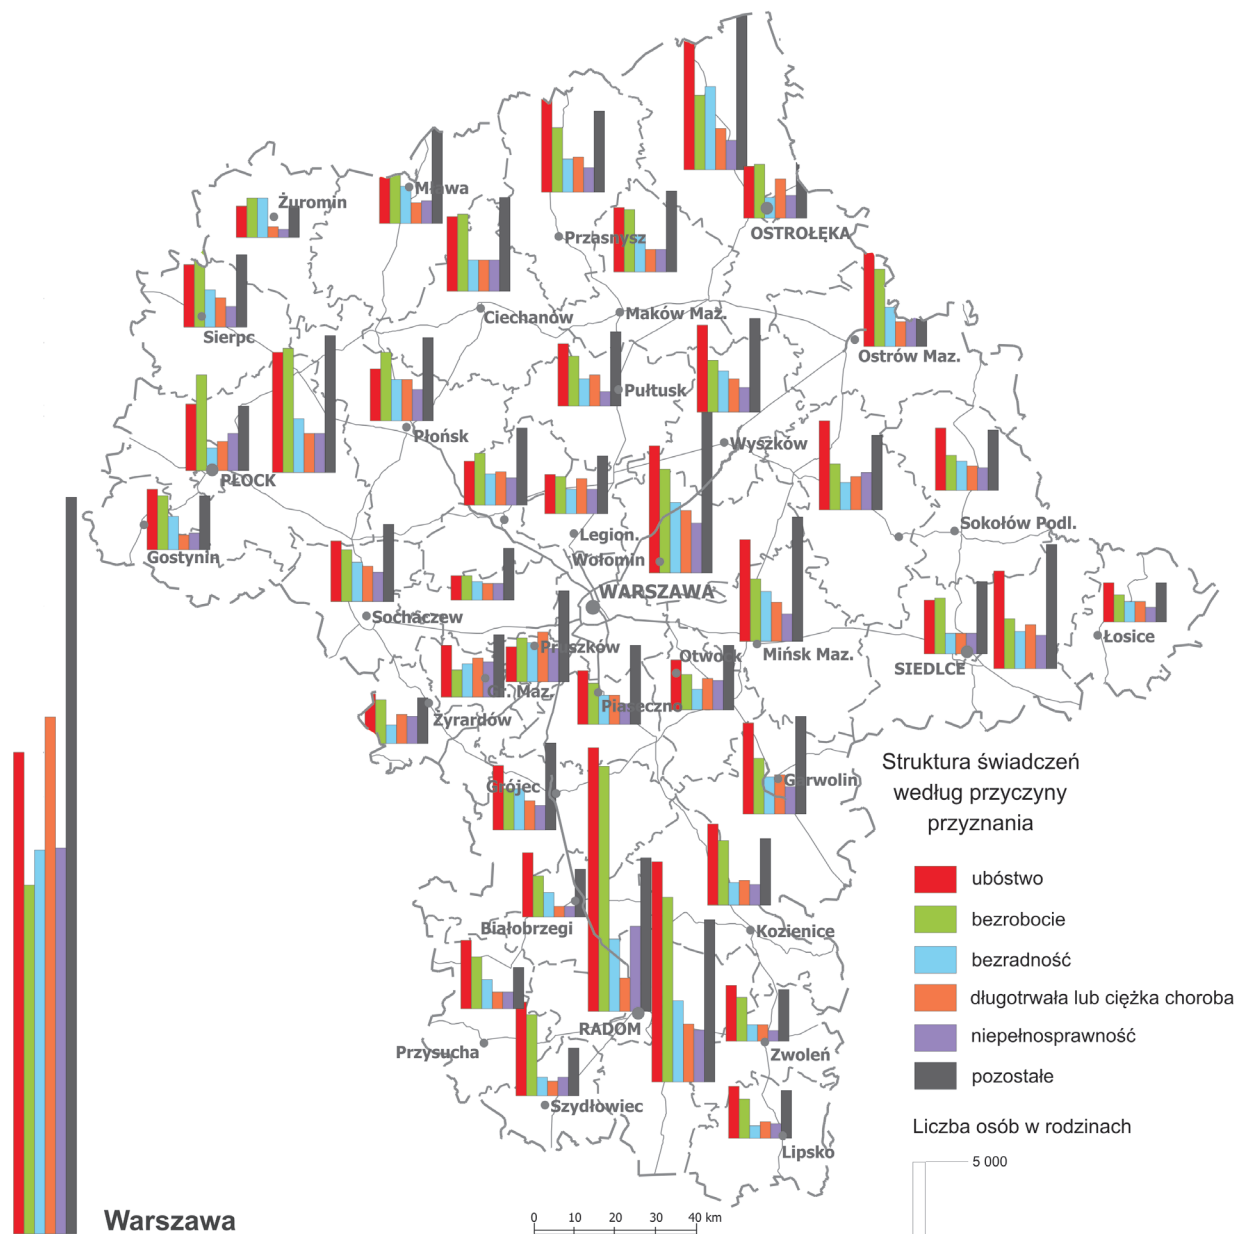 Żuromin
Mława
Przasnysz
OSTROŁĘKA
Sierpc
Ciechanów
Maków Maz.
Ostrów Maz.
Pułtusk
Płońsk
Wyszków
PŁOCK
Gostynin
Legion.
Wołomin
Sokołów Podl.
WARSZAWA
Sochaczew
Łosice
Pruszków
Otwock
Mińsk Maz.
SIEDLCE
Gr. Maz.
Piaseczno
Żyrardów
Grójec
Garwolin
Struktura świadczeń
według przyczyny
przyznania
ubóstwo
bezrobocie
bezradność
długotrwała lub ciężka choroba
niepełnosprawność
pozostałe
Białobrzegi
Kozienice
RADOM
Przysucha
Zwoleń
Szydłowiec
Lipsko
Liczba osób w rodzinach
5 000
Warszawa
0 10 20 30 40 km